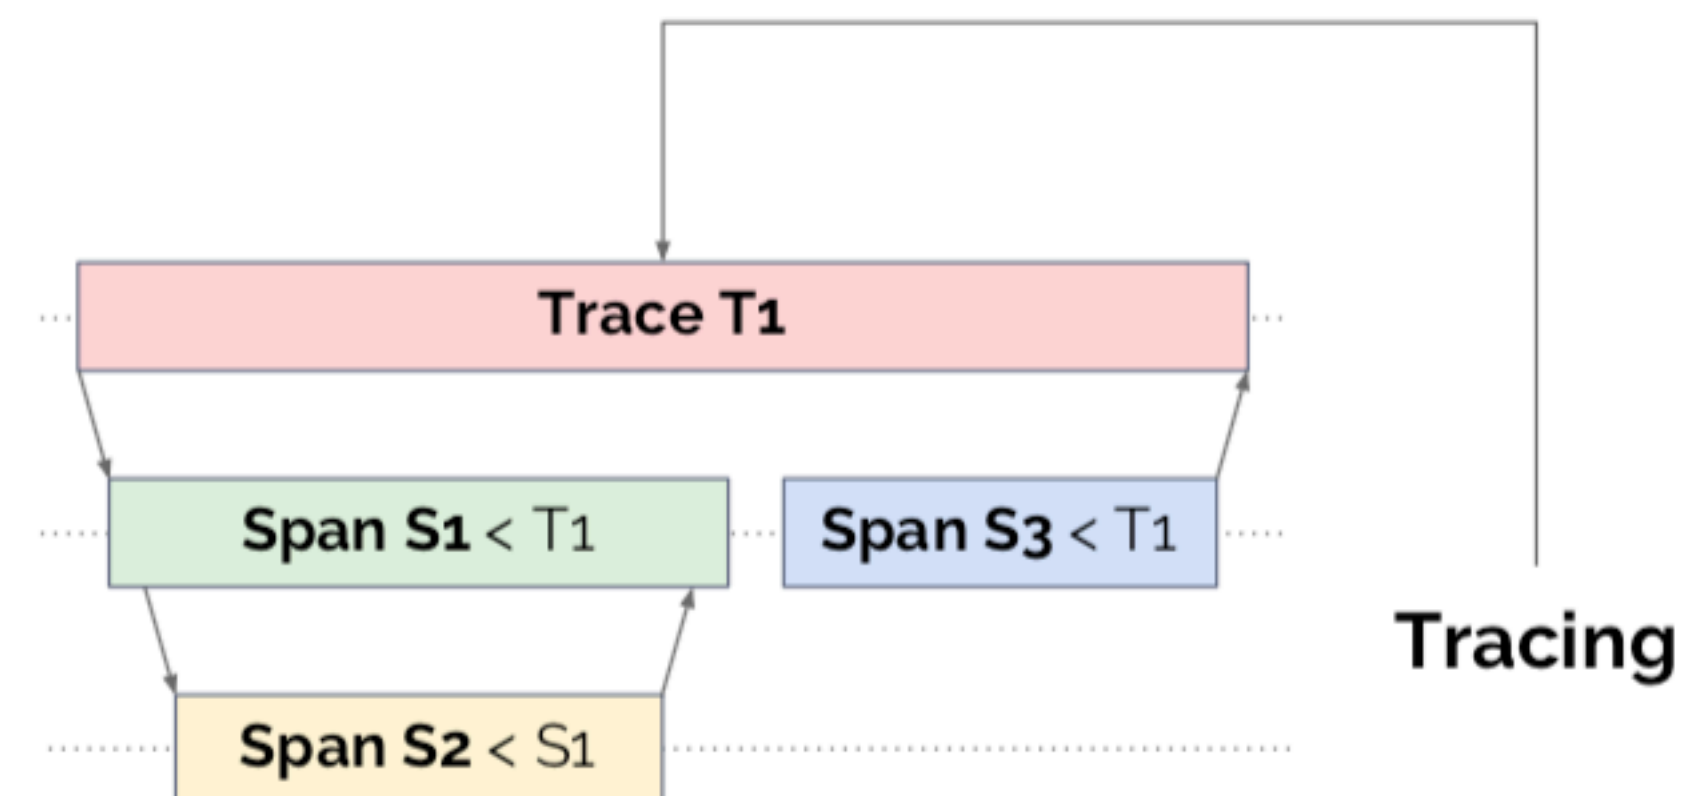 Trace T1
Span S1 < T1
Span S3 < T1
Tracing
Span S2 < S1